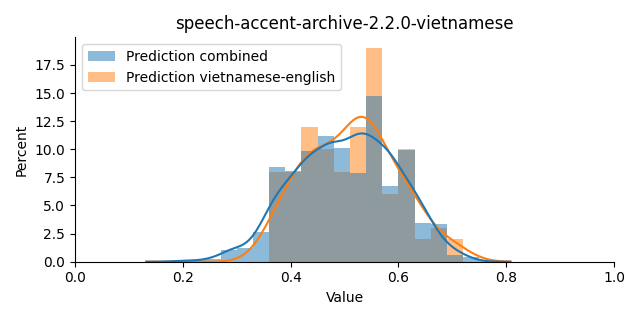 speech-accent-archive-2.2.0-vietnamese
Prediction combined
Prediction vietnamese-english
Percent
17.5
15.0
12.5
10.0
7.5
5.0
2.5
0.0
0.0 0.2 0.4 0.6 0.8 1.0
Value